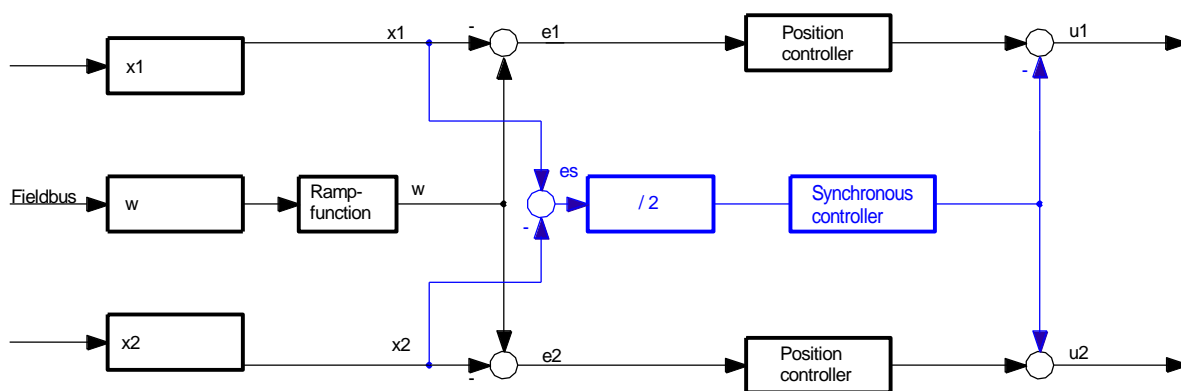 x1
-
e1
Position
controller
u1
x1
-
es
Fieldbus
w
Ramp-
function
w
/ 2
Synchronous
controller
-
x2
x2
-
e2
Position
controller
u2